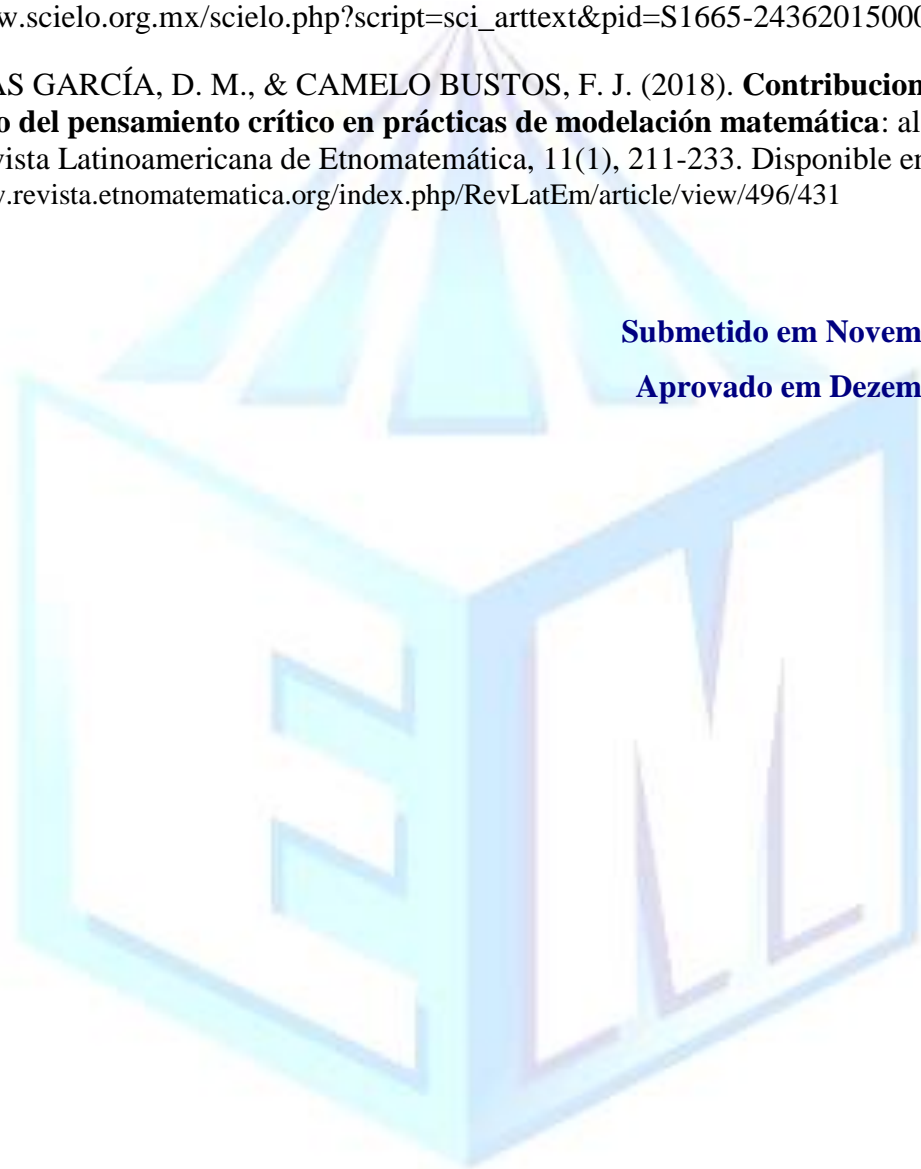 w.scielo.org.mx/scielo.php?script=sci_arttext&pid=S1665-2436201500
AS GARCÍA, D. M., & CAMELO BUSTOS, F. J. (2018). Contribucion
o del pensamiento crítico en prácticas de modelación matemática: al
vista Latinoamericana de Etnomatemática, 11(1), 211-233. Disponible en
v.revista.etnomatematica.org/index.php/RevLatEm/article/view/496/431
Submetido em Novem
Aprovado em Dezem
EM